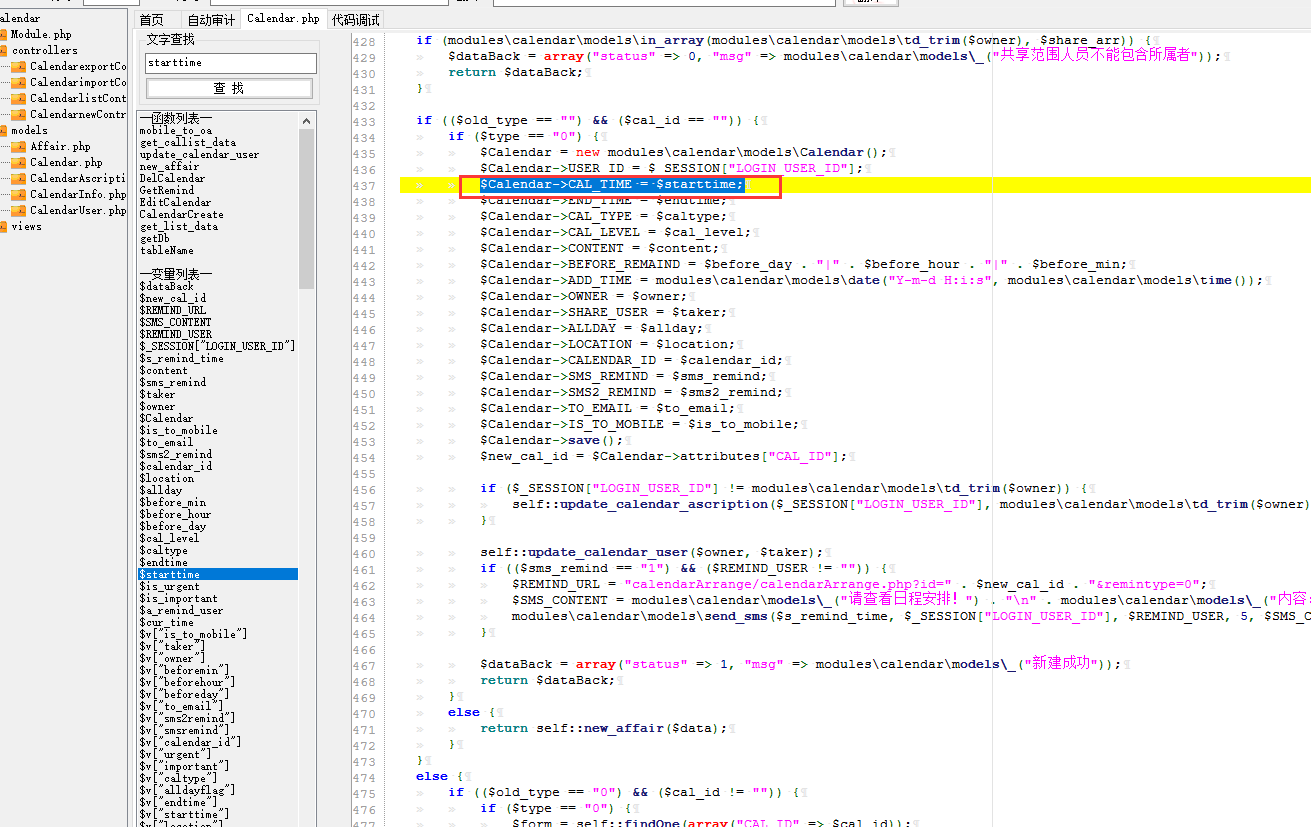 首页 自动审计 Calendar.php 代码调试
alendar
Module.php
controllers
CalendarexportCo
CalendarimportCo
CalendarlistCont
CalendarnewContr
models
Affair.php
Calendar.php
CalendarAscripti
CalendarInfo.php
CalendarUser.php
views
文字查找
starttime
查 找
—函数列表—
mobile_to_oa
get_callist_data
update_calendar_user
new_affair
DelCalendar
GetRemind
EditCalendar
CalendarCreate
get_list_data
getDb
tableName
—变量列表—
$dataBack
$new_cal_id
$REMIND_URL
$SMS_CONTENT
$REMIND_USER
$_SESSION["LOGIN_USER_ID"]
$s_remind_time
$content
$sms_remind
$taker
$owner
$Calendar
$is_to_mobile
$to_email
$sms2_remind
$calendar_id
$location
$allday
$before_min
$before_hour
$before_day
$cal_level
$caltype
$endtime
$starttime
$is_urgent
$is_important
$a_remind_user
$cur_time
$v["is_to_mobile"]
$v["taker"]
$v["owner"]
$v["beforemin"]
$v["beforehour"]
$v["beforeday"]
$v["to_email"]
$v["sms2remind"]
$v["smsremind"]
$v["calendar_id"]
$v["urgent"]
$v["important"]
$v["caltype"]
$v["alldayflag"]
$v["endtime"]
$v["starttime"]
$v["location"]
428 if (modules\calendar\models\in_array(modules\calendar\models\td_trim($owner), $share_arr)) {
429 $dataBack = array("status" => 0, "msg" => modules\calendar\models\_("共享范围人员不能包含所属者"));
430 return $dataBack;
431 }
432
433 if (($old_type == "") && ($cal_id == "")) {
434 if ($type == "0") {
435 $Calendar = new modules\calendar\models\Calendar();
436 $Calendar->USER_ID = $_SESSION["LOGIN_USER_ID"];
437 $Calendar->CAL_TIME = $starttime;
438 $Calendar->END_TIME = $endtime;
439 $Calendar->CAL_TYPE = $caltype;
440 $Calendar->CAL_LEVEL = $cal_level;
441 $Calendar->CONTENT = $content;
442 $Calendar->BEFORE_REMAIND = $before_day . "|" . $before_hour . "|" . $before_min;
443 $Calendar->ADD_TIME = modules\calendar\models\date("Y-m-d H:i:s", modules\calendar\models\time());
444 $Calendar->OWNER = $owner;
445 $Calendar->SHARE_USER = $taker;
446 $Calendar->ALLDAY = $allday;
447 $Calendar->LOCATION = $location;
448 $Calendar->CALENDAR_ID = $calendar_id;
449 $Calendar->SMS_REMIND = $sms_remind;
450 $Calendar->SMS2_REMIND = $sms2_remind;
451 $Calendar->TO_EMAIL = $to_email;
452 $Calendar->IS_TO_MOBILE = $is_to_mobile;
453 $Calendar->save();
454 $new_cal_id = $Calendar->attributes["CAL_ID"];
455
456 if ($_SESSION["LOGIN_USER_ID"] != modules\calendar\models\td_trim($owner)) {
457 self::update_calendar_ascription($_SESSION["LOGIN_USER_ID"], modules\calendar\models\td_trim($owner)
458 }
459
460 self::update_calendar_user($owner, $taker);
461 if (($sms_remind == "1") && ($REMIND_USER != "")) {
462 $REMIND_URL = "calendarArrange/calendarArrange.php?id=" . $new_cal_id . "&remintype=0";
463 $SMS_CONTENT = modules\calendar\models\_("请查看日程安排！") . "\n" . modules\calendar\models\_("内容：
464 modules\calendar\models\send_sms($s_remind_time, $_SESSION["LOGIN_USER_ID"], $REMIND_USER, 5, $SMS_C
465 }
466
467 $dataBack = array("status" => 1, "msg" => modules\calendar\models\_("新建成功"));
468 return $dataBack;
469 }
470 else {
471 return self::new_affair($data);
472 }
473 }
474 else {
475 if (($old_type == "0") && ($cal_id != "")) {
476 if ($type == "0") {
477 $form = self::findOne(array("CAL_ID" => $cal_id));